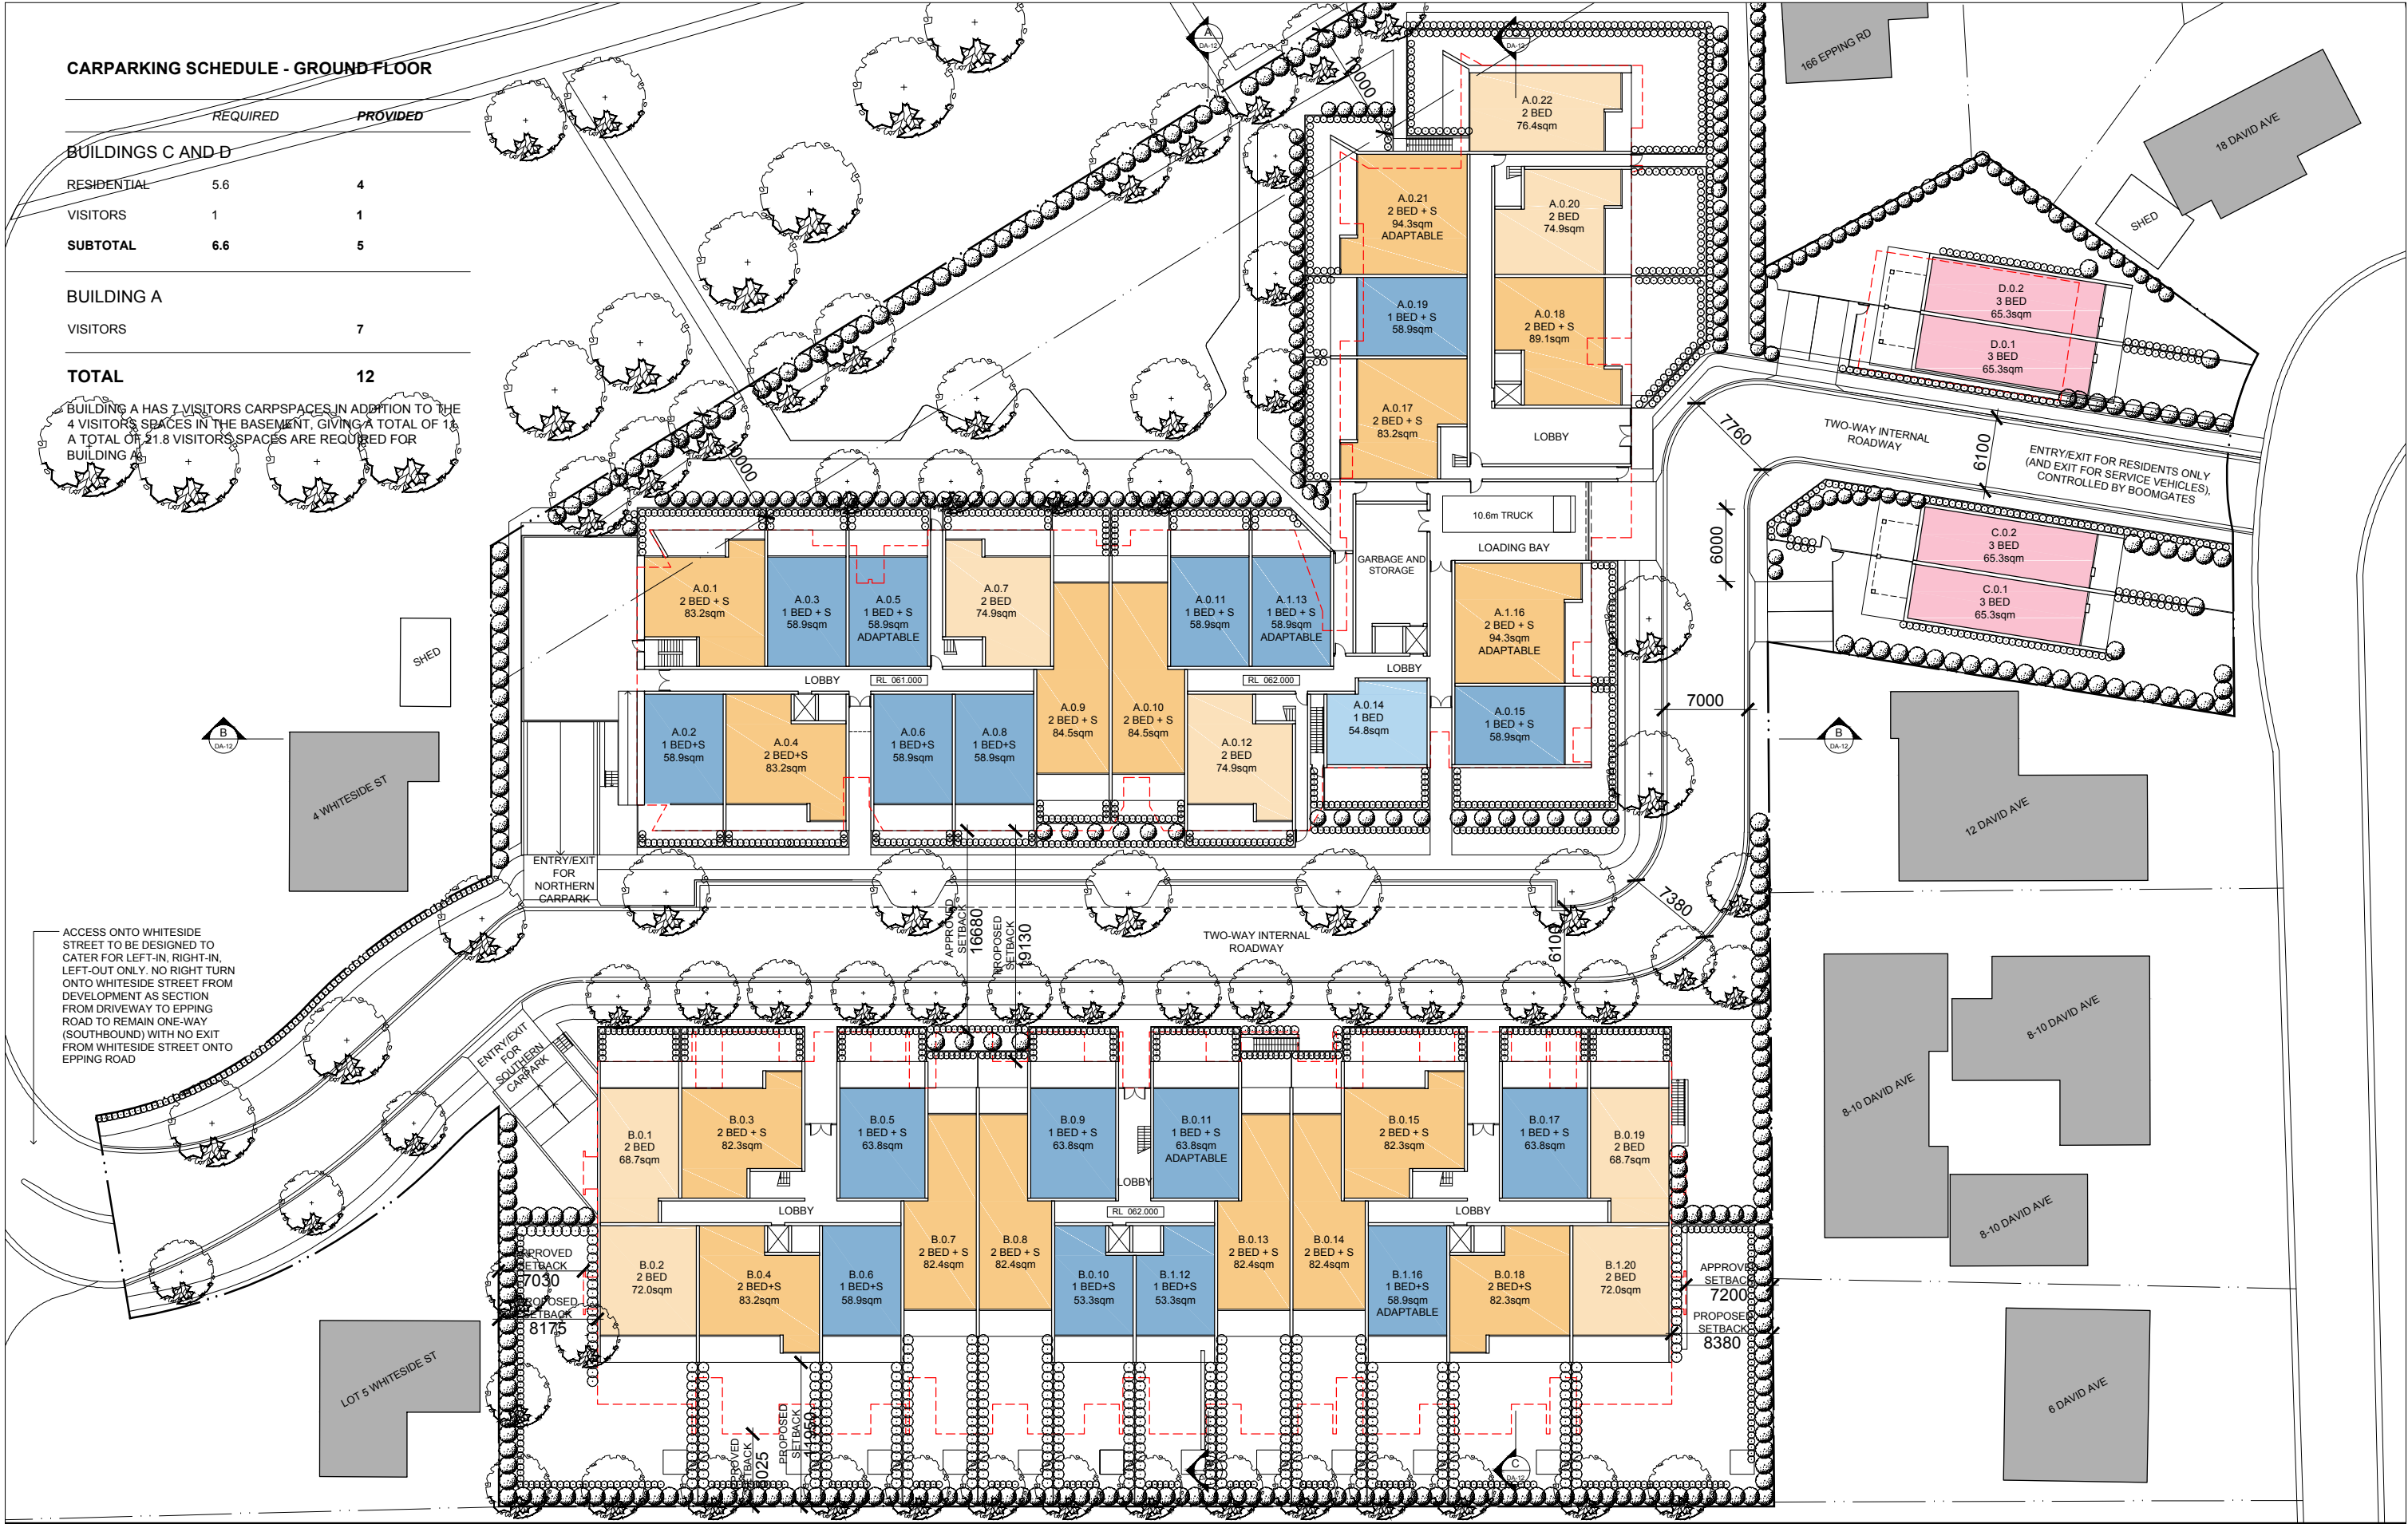 CARPARKING SCHEDULE - GROUND FLOOR
REQUIRED PROVIDED
BUILDINGS C AND D
RESIDENTIAL 5.6 4
VISITORS 1 1
SUBTOTAL 6.6 5
BUILDING A
VISITORS 7
TOTAL 12
BUILDING A HAS 7 VISITORS CARPSPACES IN ADDITION TO THE
4 VISITORS SPACES IN THE BASEMENT, GIVING A TOTAL OF 11
A TOTAL OF 21.8 VISITORS SPACES ARE REQUIRED FOR
BUILDING A
A
DA-12
DA-12
10000
10000
166 EPPING RD
18 DAVID AVE
SHED
A.0.22
2 BED
76.4sqm
A.0.21
2 BED + S
94.3sqm
ADAPTABLE
A.0.20
2 BED
74.9sqm
A.0.19
1 BED + S
58.9sqm
A.0.18
2 BED + S
89.1sqm
A.0.17
2 BED + S
83.2sqm
LOBBY
D.0.2
3 BED
65.3sqm
D.0.1
3 BED
65.3sqm
7760
TWO-WAY INTERNAL
ROADWAY
6100
ENTRY/EXIT FOR RESIDENTS ONLY
(AND EXIT FOR SERVICE VEHICLES),
CONTROLLED BY BOOMGATES
6000
C.0.2
3 BED
65.3sqm
C.0.1
3 BED
65.3sqm
10.6m TRUCK
LOADING BAY
GARBAGE AND
STORAGE
A.0.1
2 BED + S
83.2sqm
A.0.3
1 BED + S
58.9sqm
A.0.5
1 BED + S
58.9sqm
ADAPTABLE
A.0.7
2 BED
74.9sqm
A.0.11
1 BED + S
58.9sqm
A.1.13
1 BED + S
58.9sqm
ADAPTABLE
A.1.16
2 BED + S
94.3sqm
ADAPTABLE
SHED
LOBBY
RL 061.000
RL 062.000
LOBBY
A.0.2
1 BED+S
58.9sqm
A.0.4
2 BED+S
83.2sqm
A.0.6
1 BED+S
58.9sqm
A.0.8
1 BED+S
58.9sqm
A.0.9
2 BED + S
84.5sqm
A.0.10
2 BED + S
84.5sqm
A.0.12
2 BED
74.9sqm
A.0.14
1 BED
54.8sqm
A.0.15
1 BED + S
58.9sqm
7000
B
DA-12
B
DA-12
4 WHITESIDE ST
12 DAVID AVE
ENTRY/EXIT
FOR
NORTHERN
CARPARK
7380
ACCESS ONTO WHITESIDE
STREET TO BE DESIGNED TO
CATER FOR LEFT-IN, RIGHT-IN,
LEFT-OUT ONLY. NO RIGHT TURN
ONTO WHITESIDE STREET FROM
DEVELOPMENT AS SECTION
FROM DRIVEWAY TO EPPING
ROAD TO REMAIN ONE-WAY
(SOUTHBOUND) WITH NO EXIT
FROM WHITESIDE STREET ONTO
EPPING ROAD
APPROVED
SETBACK
16680
PROPOSED
SETBACK
19130
TWO-WAY INTERNAL
ROADWAY
6100
8-10 DAVID AVE
8-10 DAVID AVE
8-10 DAVID AVE
ENTRY/EXIT
FOR
SOUTHERN
CARPARK
B.0.1
2 BED
68.7sqm
B.0.3
2 BED + S
82.3sqm
B.0.5
1 BED + S
63.8sqm
B.0.9
1 BED + S
63.8sqm
B.0.11
1 BED + S
63.8sqm
ADAPTABLE
B.0.15
2 BED + S
82.3sqm
B.0.17
1 BED + S
63.8sqm
B.0.19
2 BED
68.7sqm
LOBBY
LOBBY
RL 062.000
LOBBY
B.0.2
2 BED
72.0sqm
B.0.4
2 BED+S
83.2sqm
B.0.6
1 BED+S
58.9sqm
B.0.7
2 BED + S
82.4sqm
B.0.8
2 BED + S
82.4sqm
B.0.10
1 BED+S
53.3sqm
B.1.12
1 BED+S
53.3sqm
B.0.13
2 BED + S
82.4sqm
B.0.14
2 BED + S
82.4sqm
B.1.16
1 BED+S
58.9sqm
ADAPTABLE
B.0.18
2 BED+S
82.3sqm
B.1.20
2 BED
72.0sqm
APPROVED
SETBACK
7030
PROPOSED
SETBACK
8175
APPROVED
SETBACK
7200
PROPOSED
SETBACK
8380
LOT 5 WHITESIDE ST
6 DAVID AVE
APPROVED
SETBACK
PROPOSED
SETBACK
11050
C
DA-12